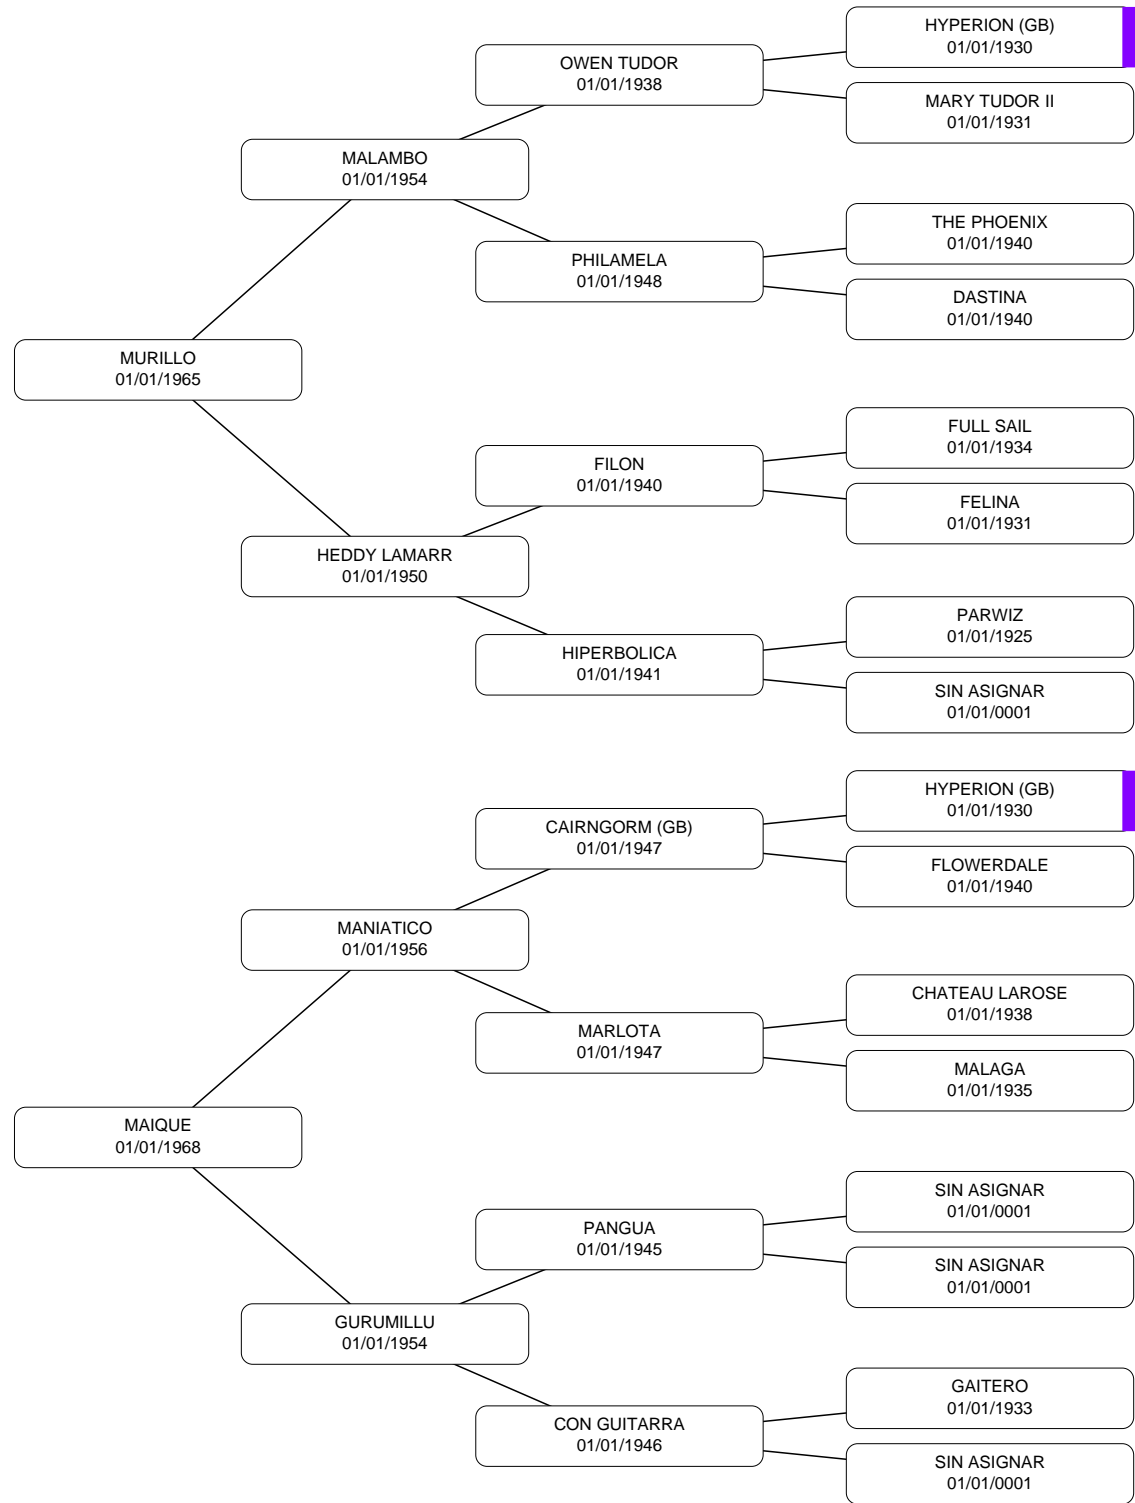 HYPERION (GB)
01/01/1930
OWEN TUDOR
01/01/1938
MARY TUDOR II
01/01/1931
MALAMBO
01/01/1954
THE PHOENIX
01/01/1940
PHILAMELA
01/01/1948
DASTINA
01/01/1940
MURILLO
01/01/1965
FULL SAIL
01/01/1934
FILON
01/01/1940
FELINA
01/01/1931
HEDDY LAMARR
01/01/1950
PARWIZ
01/01/1925
HIPERBOLICA
01/01/1941
SIN ASIGNAR
01/01/0001
HYPERION (GB)
01/01/1930
CAIRNGORM (GB)
01/01/1947
FLOWERDALE
01/01/1940
MANIATICO
01/01/1956
CHATEAU LAROSE
01/01/1938
MARLOTA
01/01/1947
MALAGA
01/01/1935
MAIQUE
01/01/1968
SIN ASIGNAR
01/01/0001
PANGUA
01/01/1945
SIN ASIGNAR
01/01/0001
GURUMILLU
01/01/1954
GAITERO
01/01/1933
CON GUITARRA
01/01/1946
SIN ASIGNAR
01/01/0001